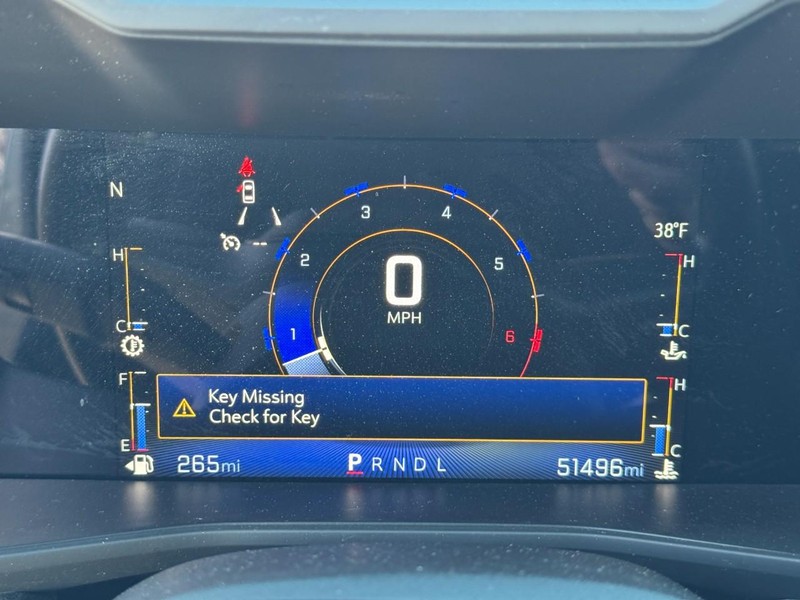 N
38°F
3 4
2 5
1 6
0
MPH
--
H
C
F
E
H
C
H
C
Key Missing
Check for Key
265mi
P R N D L
51496mi